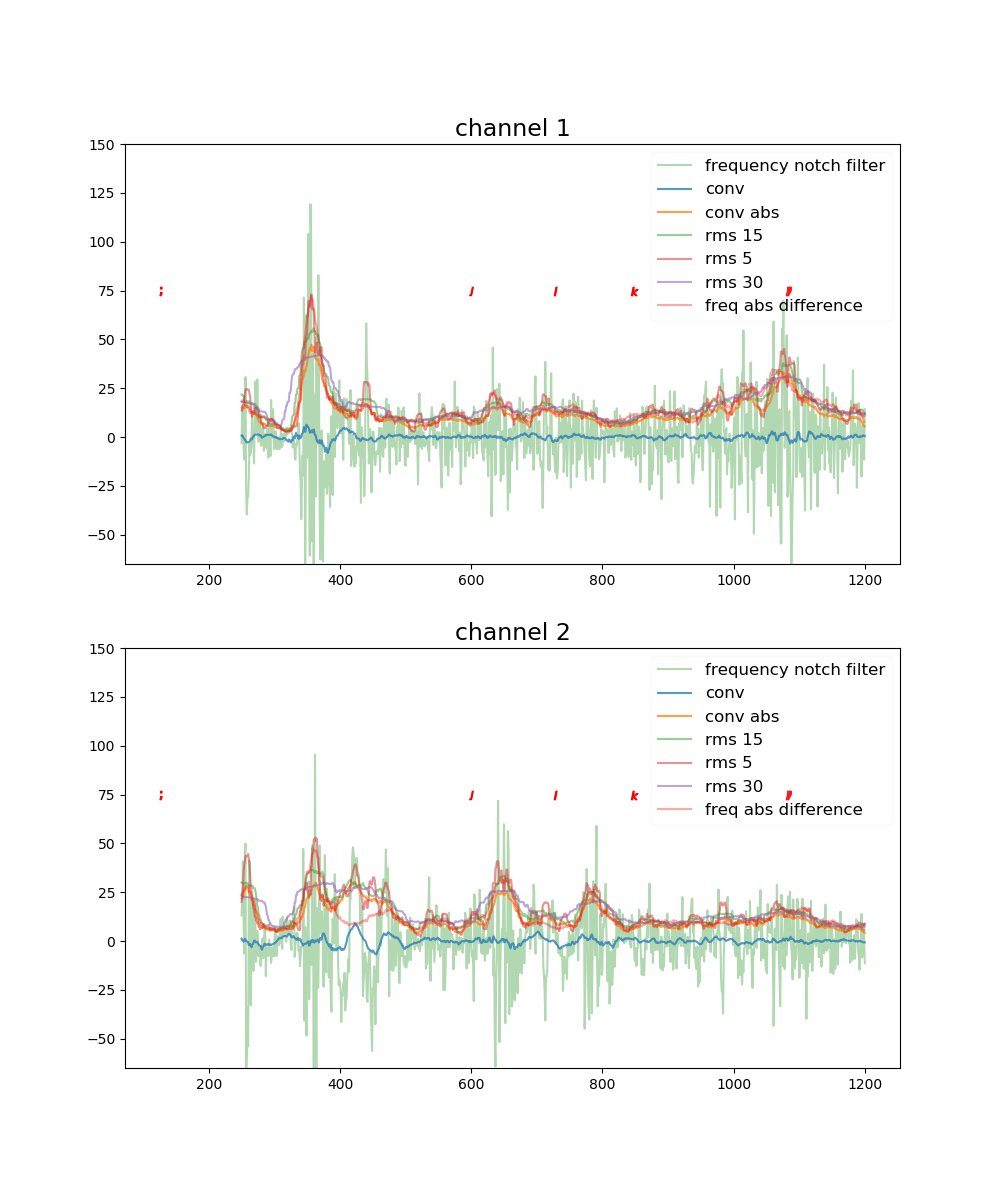 channel 1
150
125
100
75
50
25
0
−25
−50
frequency notch filter
conv
conv abs
rms 15
rms 5
rms 30
freq abs difference
; j l k
200 400 600 800 1000 1200
channel 2
150
125
100
75
50
25
0
−25
−50
frequency notch filter
conv
conv abs
rms 15
rms 5
rms 30
freq abs difference
; j l k
200 400 600 800 1000 1200